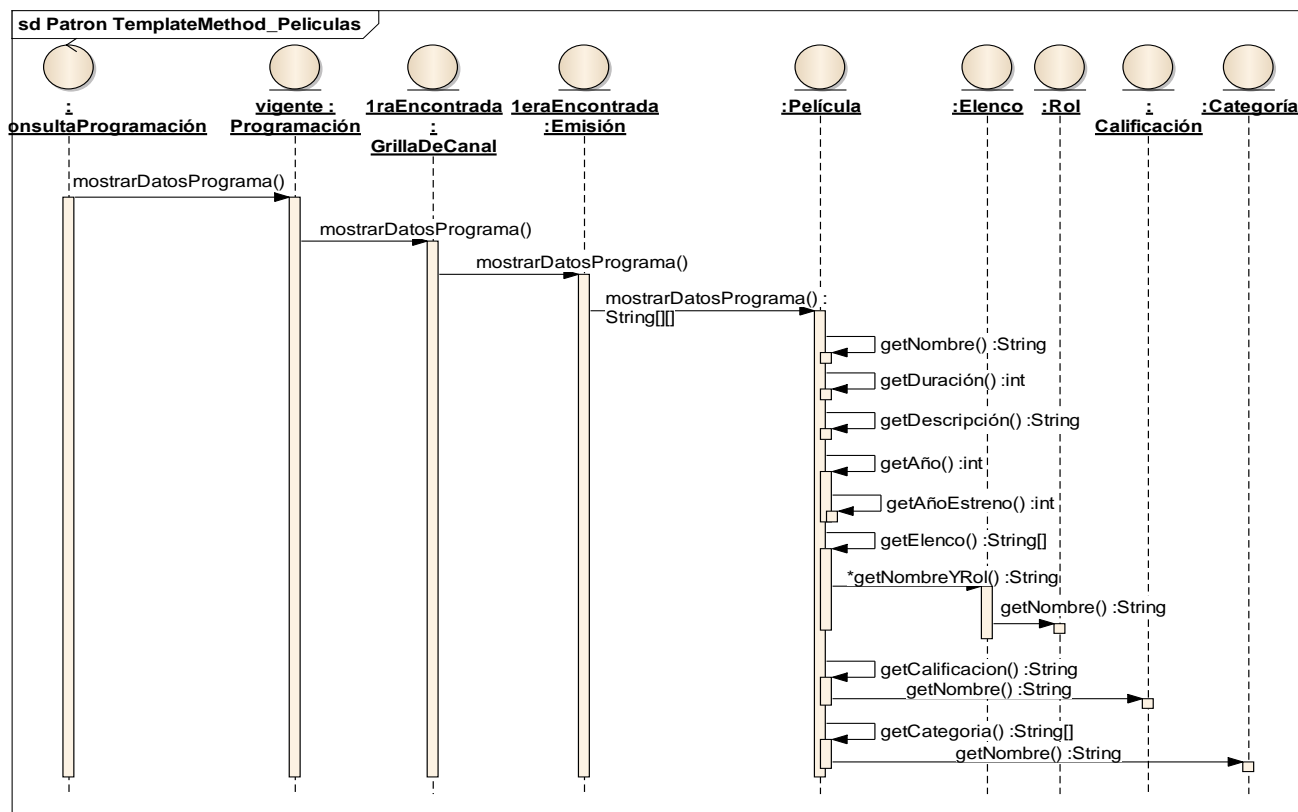 sd Patron TemplateMethod_Peliculas
:
onsultaProgramación
vigente :
Programación
1raEncontrada
:
GrillaDeCanal
1eraEncontrada
:Emisión
:Película
:Elenco
:Rol
:
Calificación
:Categoría
mostrarDatosPrograma()
mostrarDatosPrograma()
mostrarDatosPrograma()
mostrarDatosPrograma() :
String[][]
getNombre() :String
getDuración() :int
getDescripción() :String
getAño() :int
getAñoEstreno() :int
getElenco() :String[]
*getNombreYRol() :String
getNombre() :String
getCalificacion() :String
getNombre() :String
getCategoria() :String[]
getNombre() :String